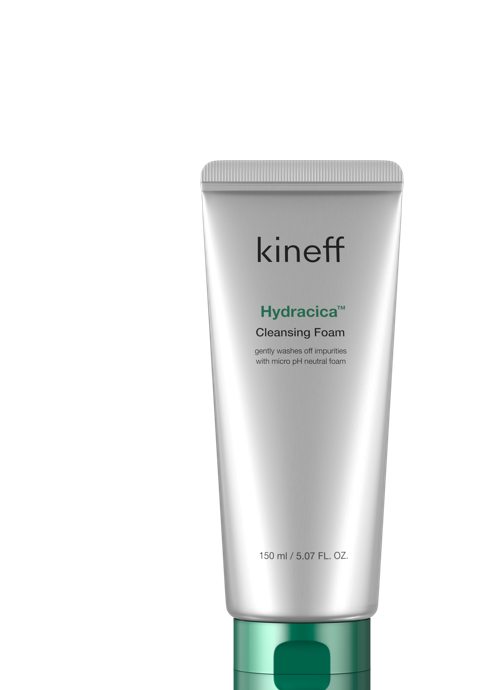 kineff
Hydracica™
Cleansing Foam
gently washes off impurities
with micro pH neutral foam
150 ml / 5.07 FL. OZ.